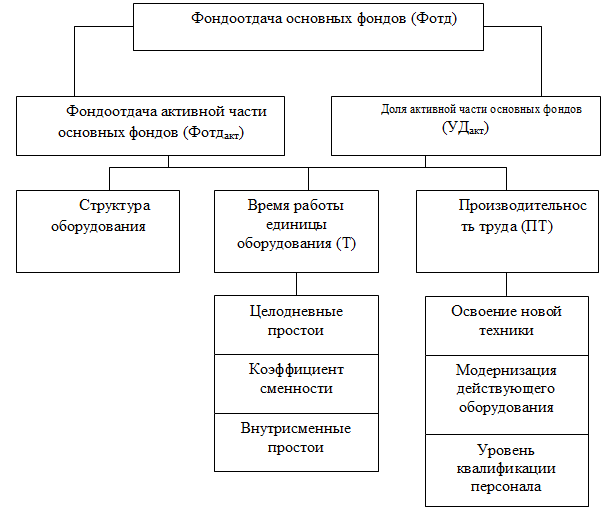 Фондоотдача основных фондов (Фотд)
Фондоотдача активной части
основных фондов (Фотдакт)
Доля активной части основных фондов
(УДакт)
Структура
оборудования
Время работы
единицы
оборудования (Т)
Производительнос
ть труда (ПТ)
Целодневные
простои
Коэффициент
сменности
Внутрисменные
простои
Освоение новой
техники
Модернизация
действующего
оборудования
Уровень
квалификации
персонала